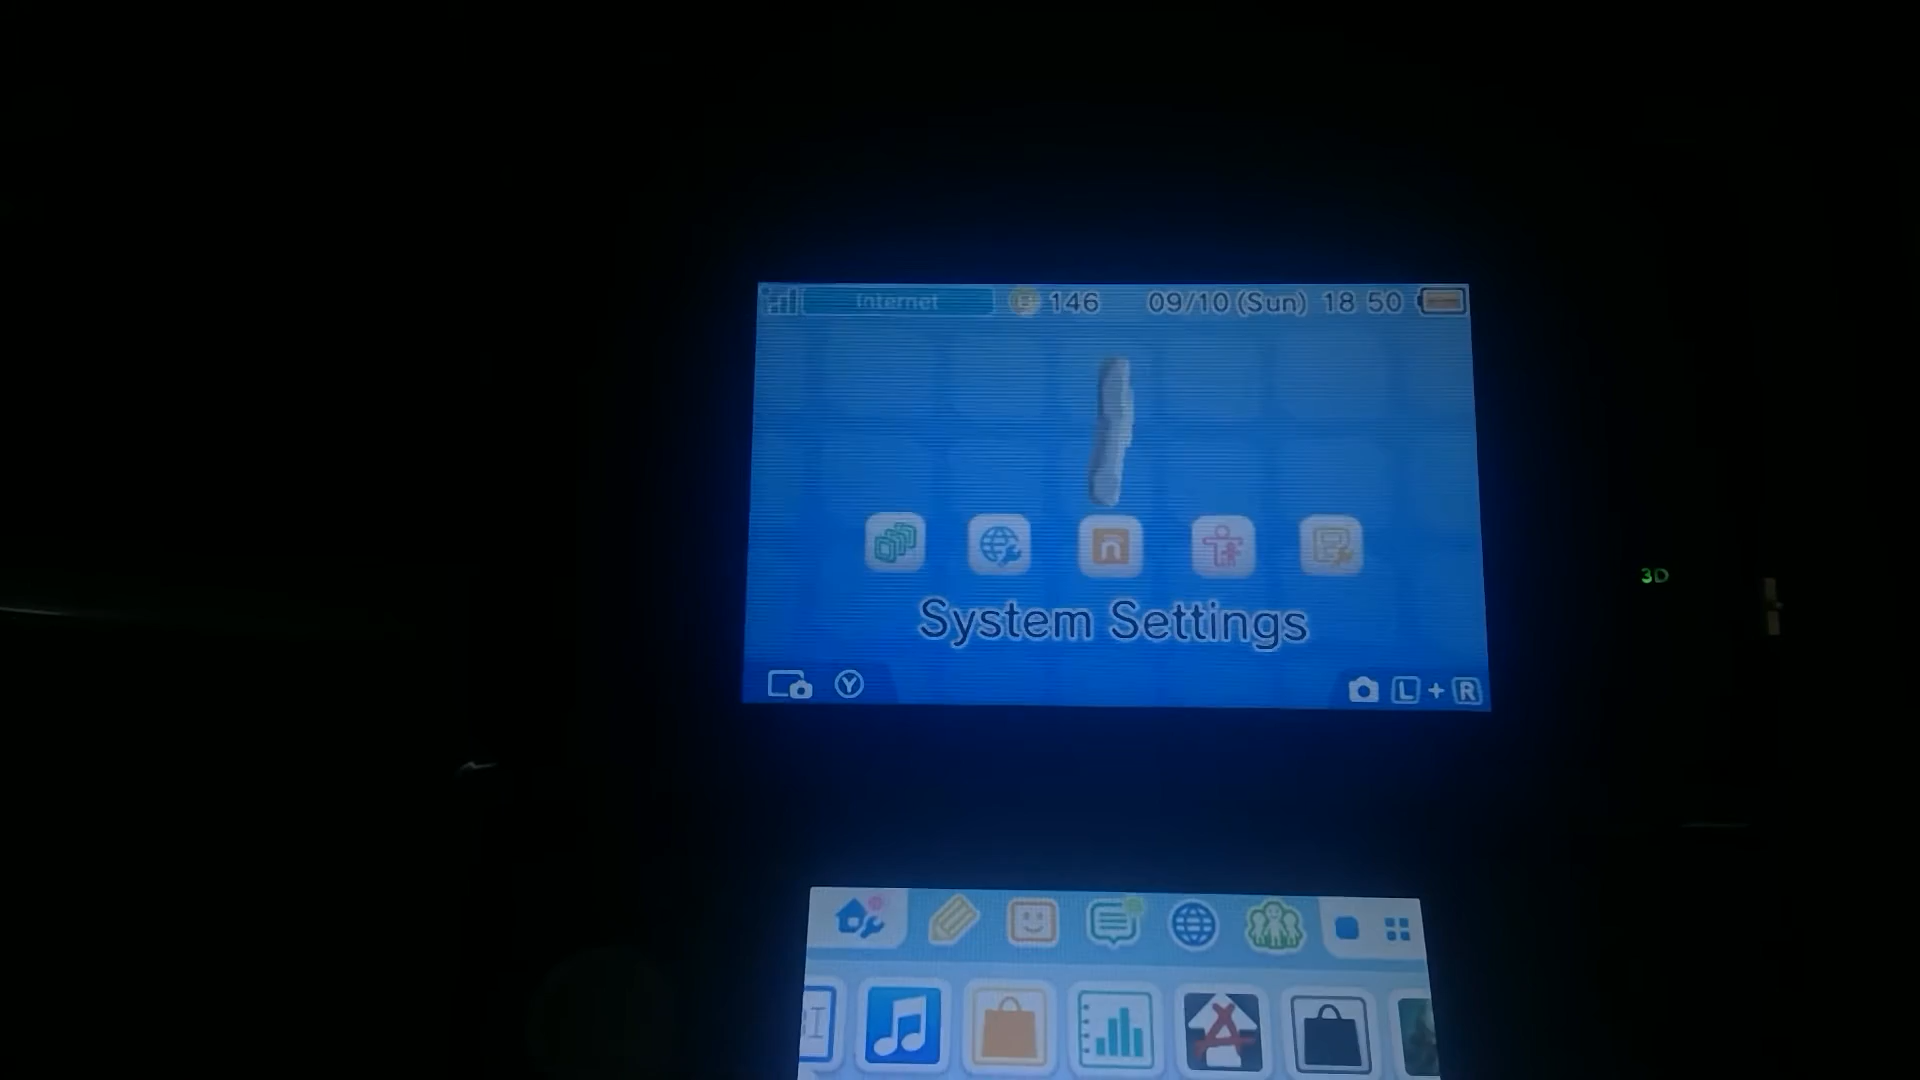 Internet 146 09/10 (Sun) 18 50
n
System Settings
Y L + R
3D